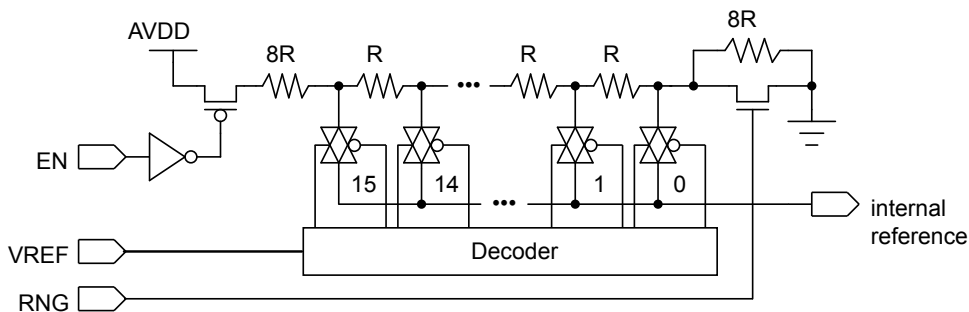 AVDD
8R
R
R
R
8R
•••
EN
15
14
1
0
•••
internal
reference
VREF
Decoder
RNG